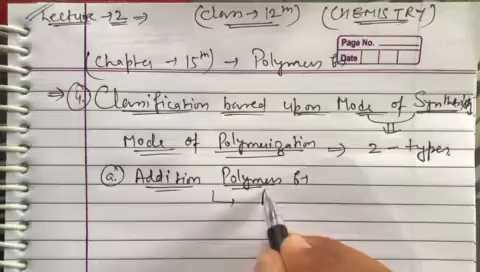 Lecture → 2 → (Class → 12th) (CHEMISTRY)
(Chapter → 15th) → Polymers
Page No.
Date
⇒ 4. Classification based upon Mode of Synthesis
Mode of Polymerization → 2 - types
(a.) Addition Polymers